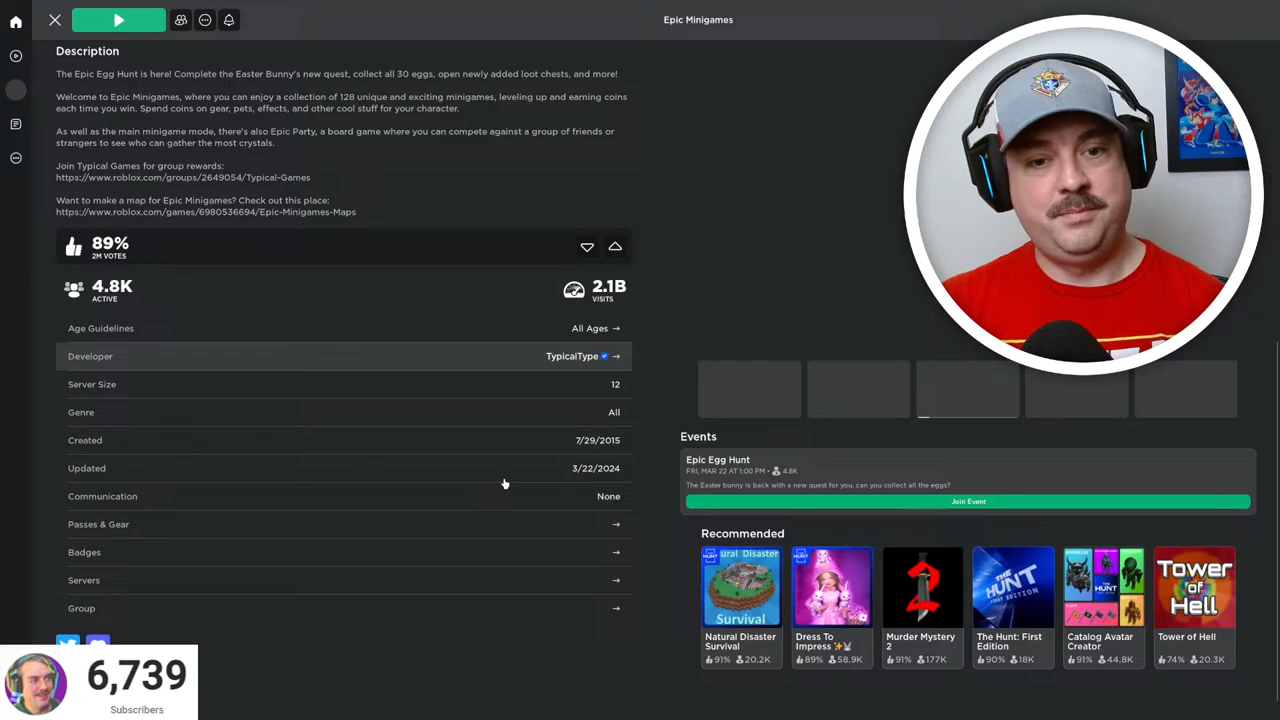 Epic Minigames
Description
The Epic Egg Hunt is here! Complete the Easter Bunny's new quest, collect all 30 eggs, open newly added loot chests, and more!
Welcome to Epic Minigames, where you can enjoy a collection of 128 unique and exciting minigames, leveling up and earning coins
each time you win. Spend coins on gear, pets, effects, and other cool stuff for your character.
As well as the main minigame mode, there's also Epic Party, a board game where you can compete against a group of friends or
strangers to see who can gather the most crystals.
Join Typical Games for group rewards:
https://www.roblox.com/groups/2649054/Typical-Games
Want to make a map for Epic Minigames? Check out this place:
https://www.roblox.com/games/6980536694/Epic-Minigames-Maps
89%
2M VOTES
4.8K
ACTIVE
2.1B
VISITS
Age Guidelines All Ages →
Developer TypicalType →
Server Size 12
Genre All
Created 7/29/2015
Updated 3/22/2024
Communication None
Passes & Gear →
Badges →
Servers →
Group →
6,739
Subscribers
Events
Epic Egg Hunt
FRI, MAR 22 AT 1:00 PM • 4.8K
The Easter bunny is back with a new quest for you, can you collect all the eggs?
Join Event
Recommended
Natural Disaster
Survival
91% 20.2K
Dress To
Impress ✨🐰
89% 58.9K
Murder Mystery
2
91% 177K
THE
HUNT
FIRST EDITION
The Hunt: First
Edition
90% 18K
Catalog Avatar
Creator
91% 44.8K
Tower
of
Hell
Tower of Hell
74% 20.3K